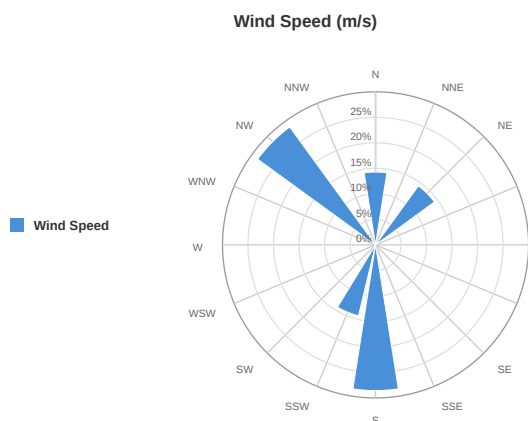 Wind Speed (m/s)
N
NNW
NNE
25%
NW
NE
20%
15%
WNW
10%
5%
Wind Speed
0%
W
WSW
SW
SE
SSW
SSE